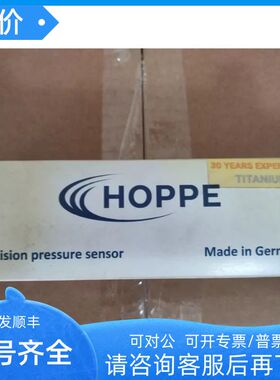 价
30 YEARS EXPE
TITANIU
HOPPE
ision pressure sensor
Made in Germ
发顺丰
号齐全
可对公 可开专票/普票
请咨询客服后再下